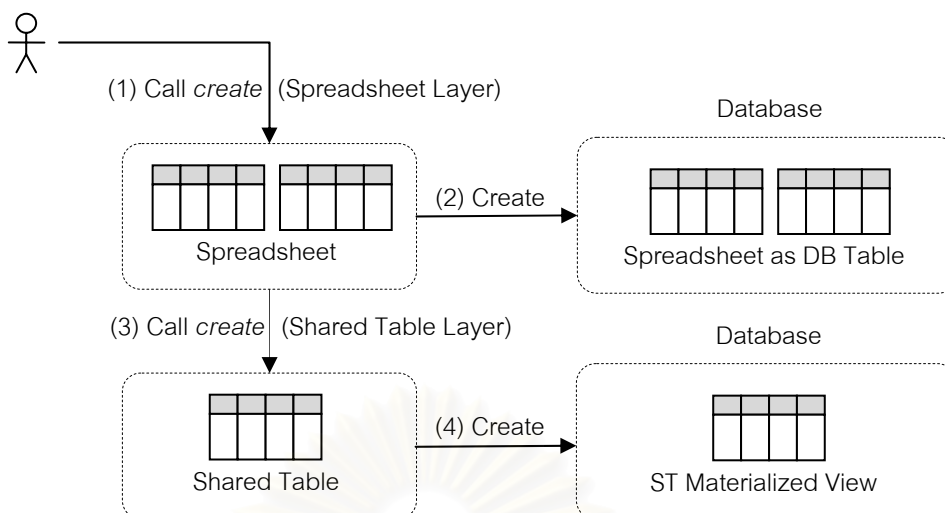 (1) Call create (Spreadsheet Layer)
Database
(2) Create
Spreadsheet
Spreadsheet as DB Table
(3) Call create (Shared Table Layer)
Database
(4) Create
Shared Table
ST Materialized View